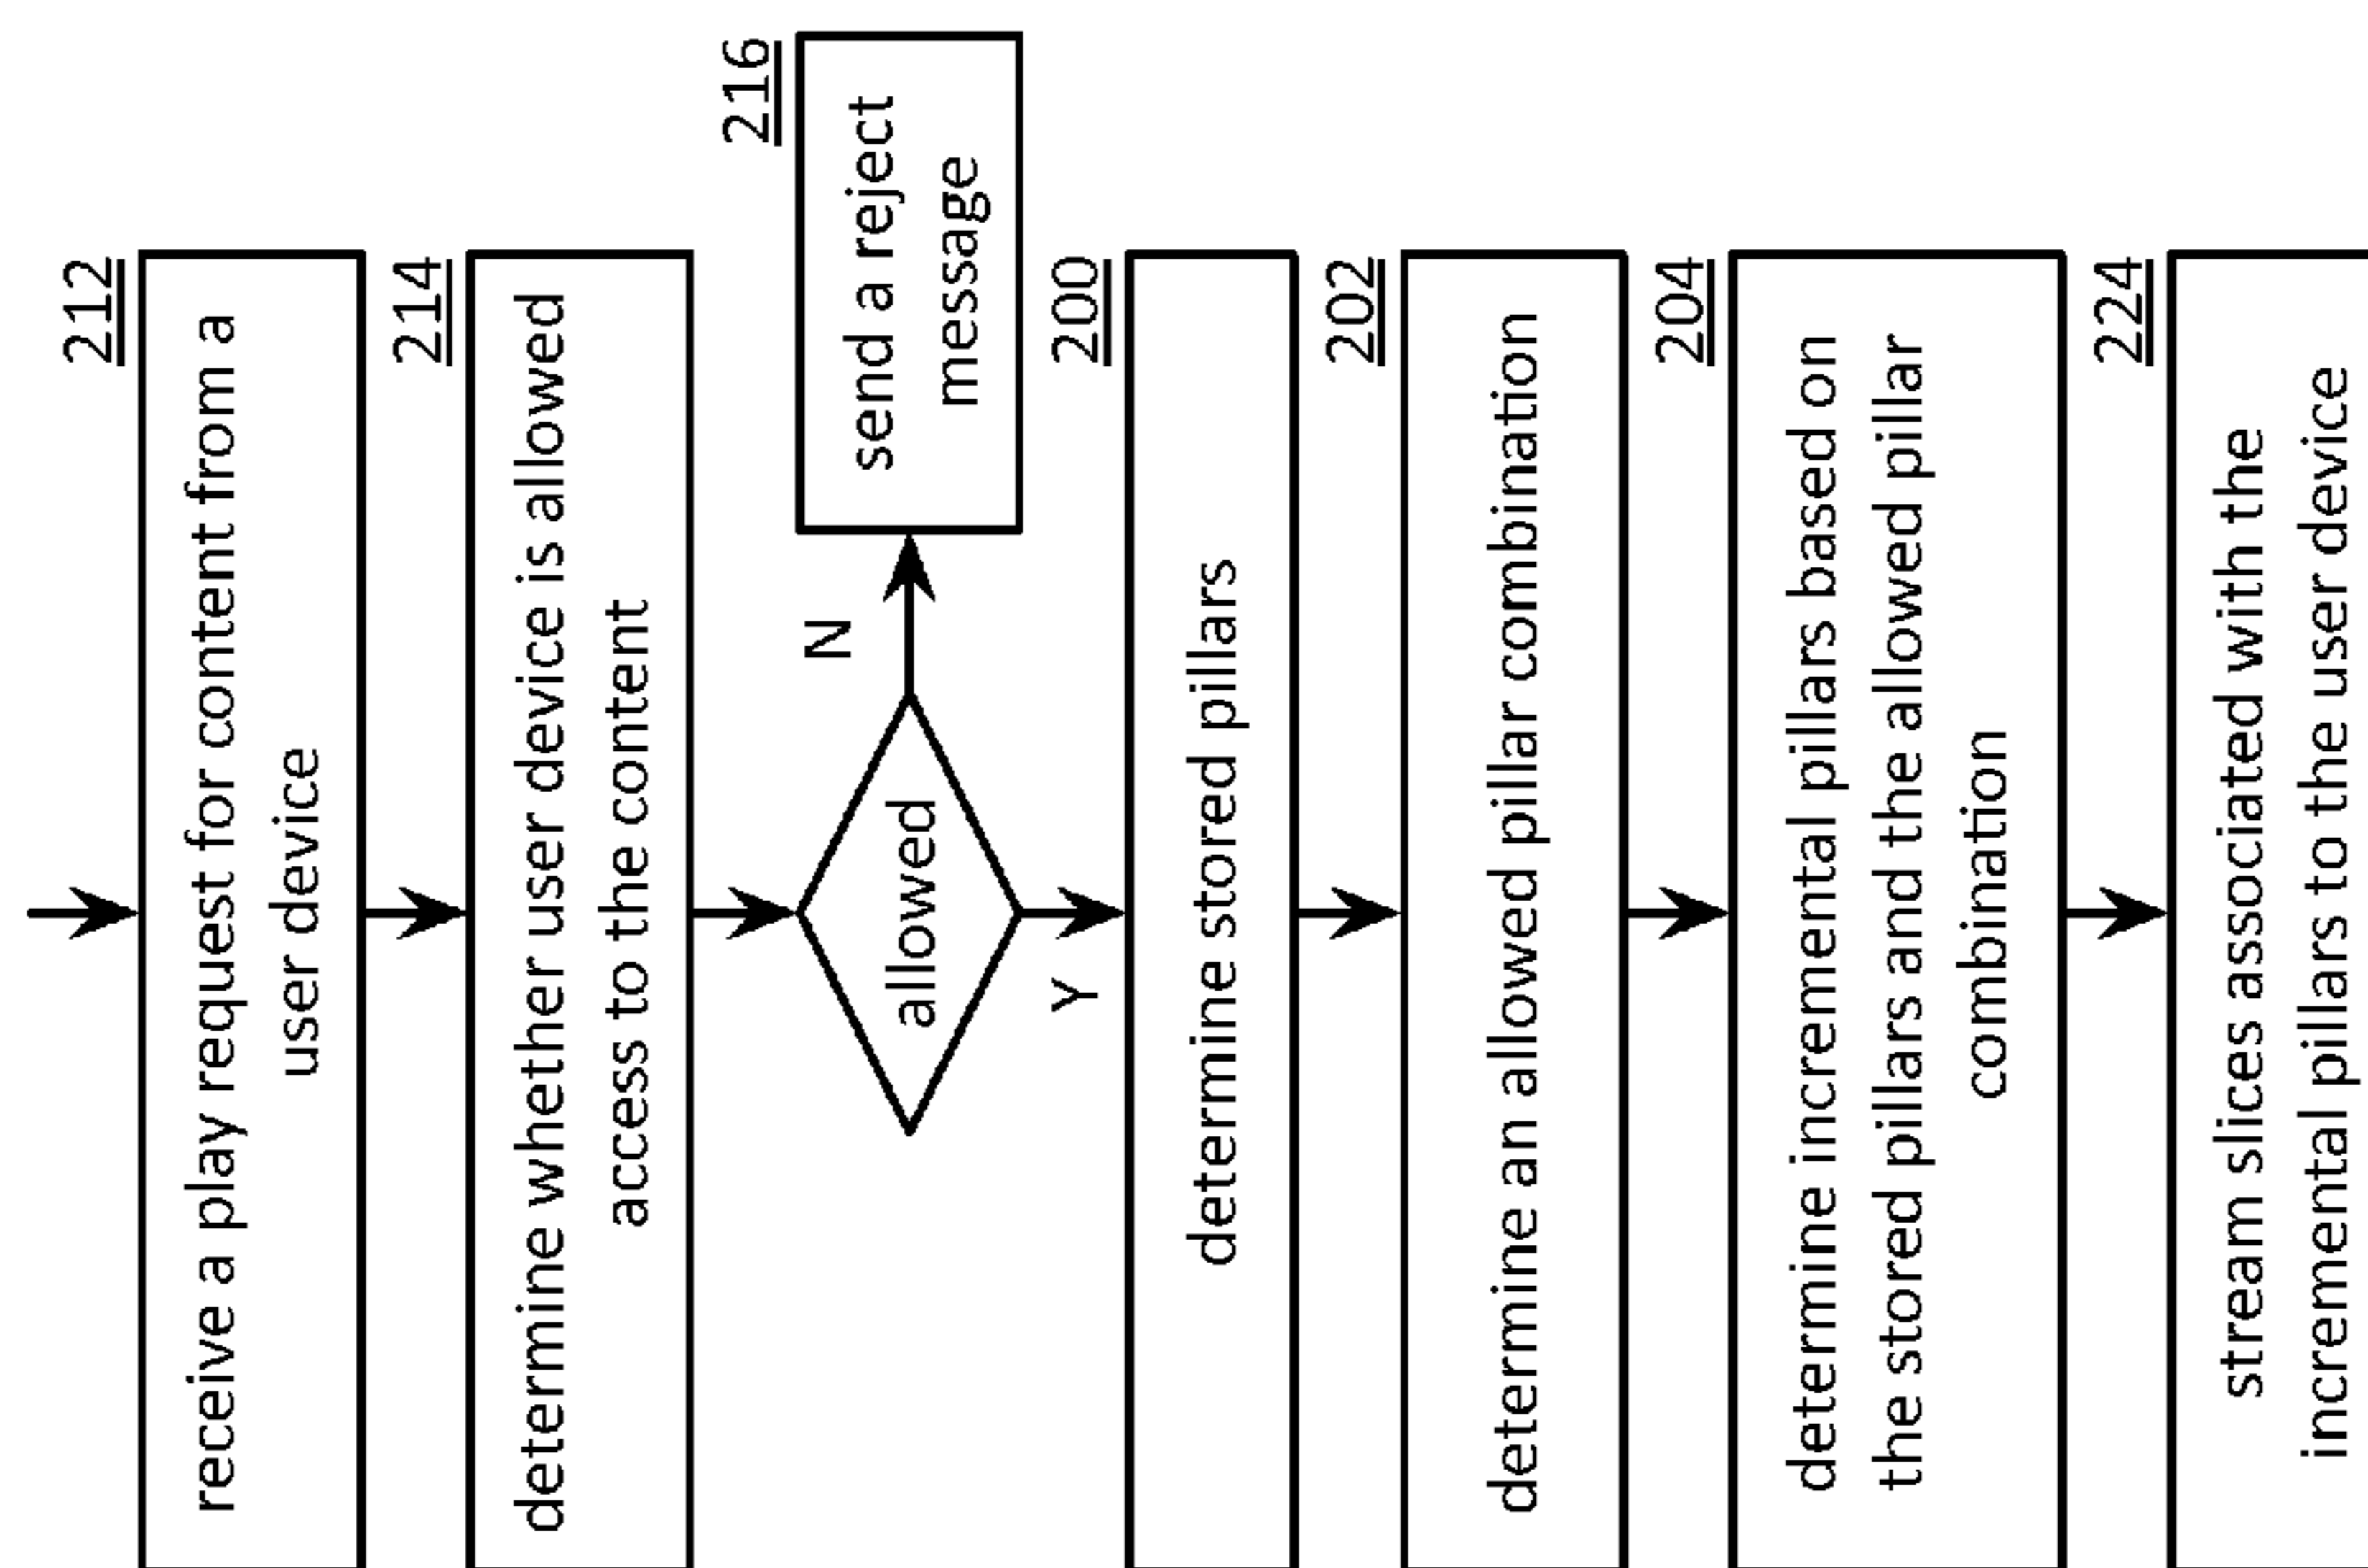 212
receive a play request for content from a
user device
214
determine whether user device is allowed
access to the content
216
send a reject
message
allowed
N
Y
200
determine stored pillars
202
determine an allowed pillar combination
204
determine incremental pillars based on
the stored pillars and the allowed pillar
combination
224
stream slices associated with the
incremental pillars to the user device